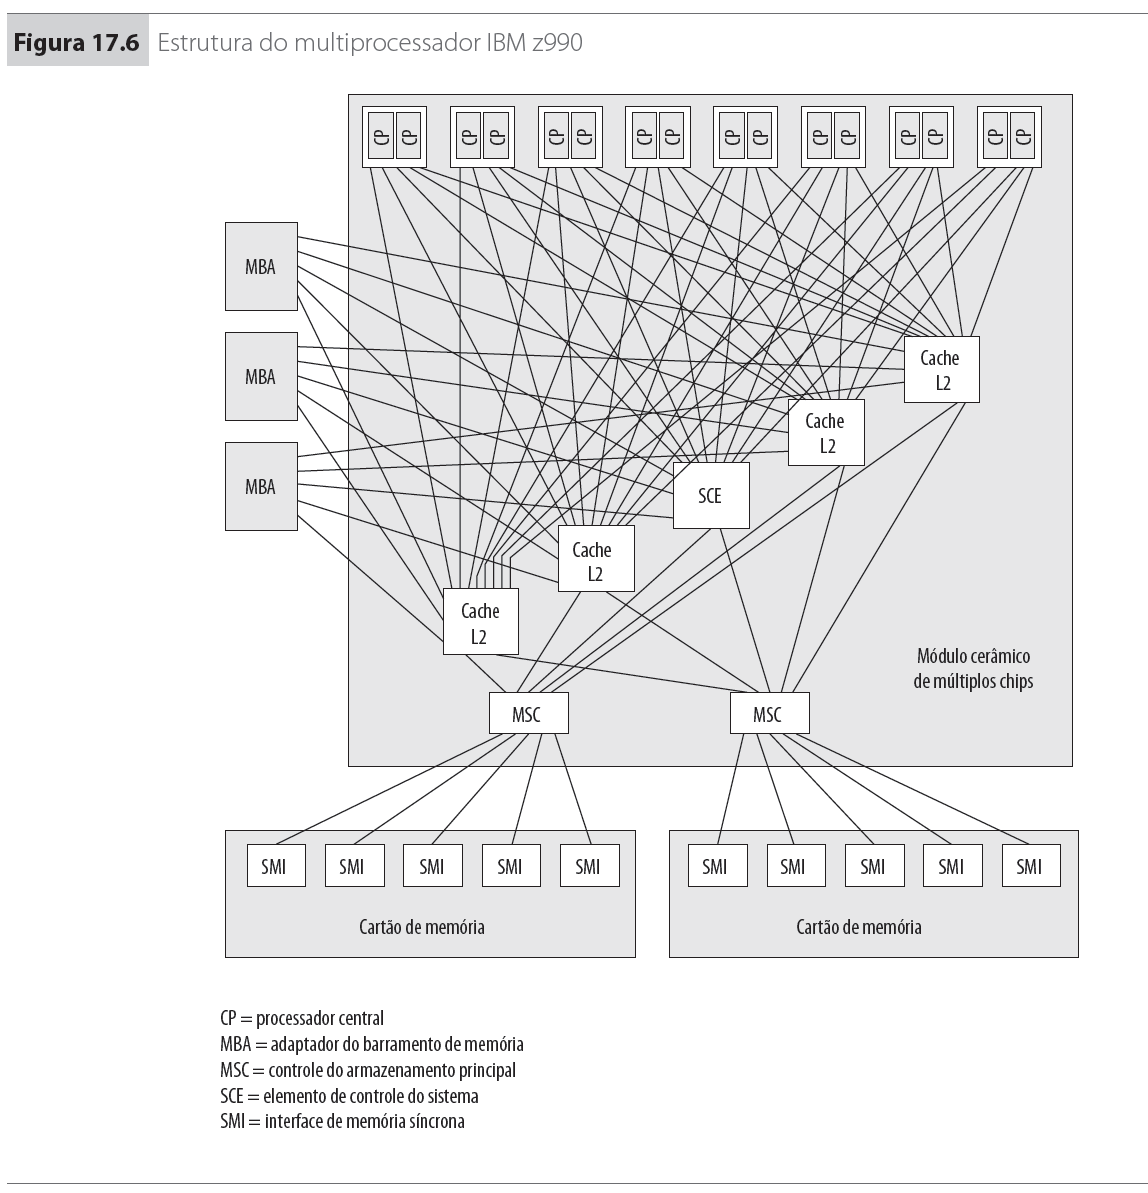 Figura 17.6 Estrutura do multiprocessador IBM z990
CP CP CP CP CP CP CP CP CP CP CP CP CP CP CP CP
MBA
MBA
MBA
Cache
L2
Cache
L2
SCE
Cache
L2
Cache
L2
Módulo cerâmico
de múltiplos chips
MSC MSC
SMI SMI SMI SMI SMI SMI SMI SMI SMI SMI
Cartão de memória Cartão de memória
CP = processador central
MBA = adaptador do barramento de memória
MSC = controle do armazenamento principal
SCE = elemento de controle do sistema
SMI = interface de memória síncrona